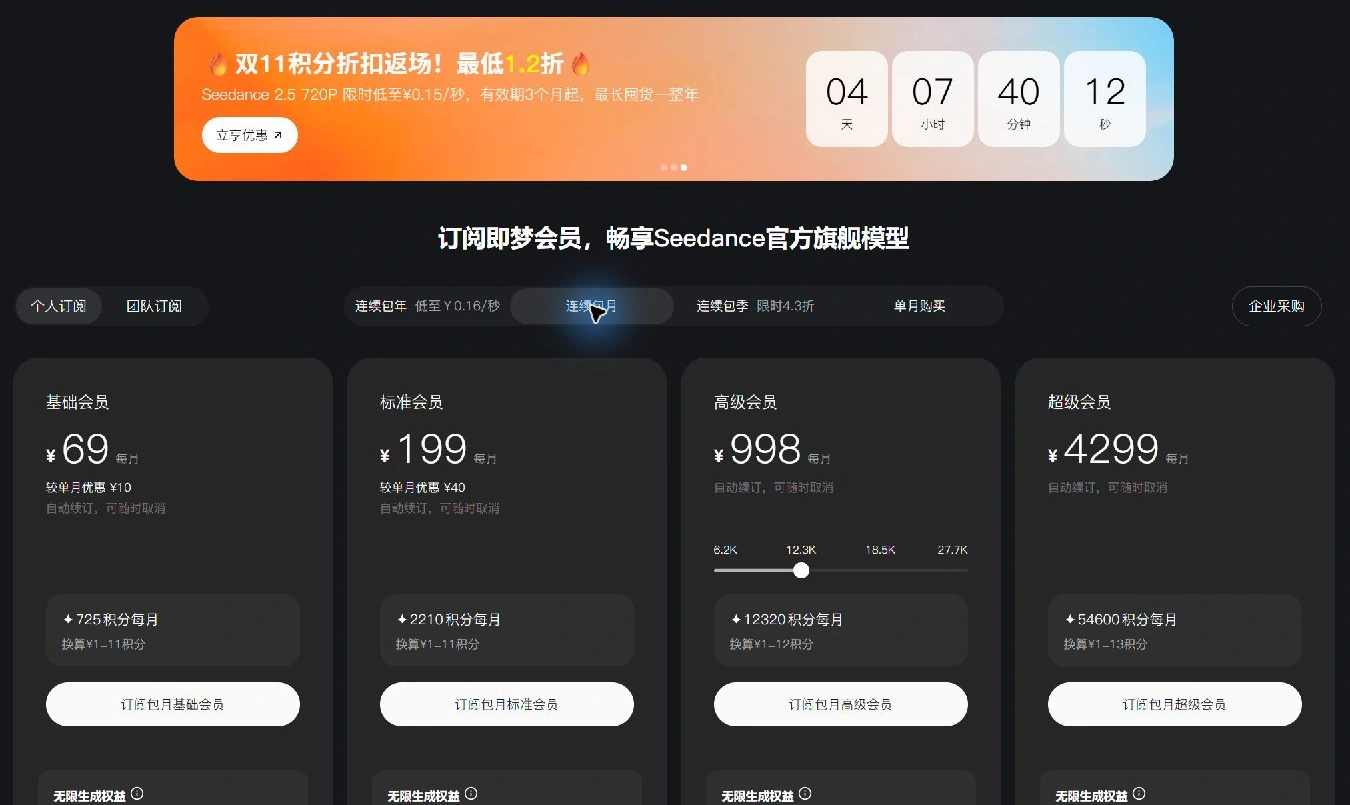 🔥双11积分折扣返场！最低1.2折🔥
Seedance 2.5 720P 限时低至¥0.15/秒，有效期3个月起，最长囤货一整年
立享优惠
04 07 40 12
天 小时 分钟 秒
订阅即梦会员，畅享Seedance官方旗舰模型
个人订阅 团队订阅 连续包年 低至￥0.16/秒 连续包月 连续包季 限时4.3折 单月购买 企业采购
基础会员
¥69 每月
较单月优惠 ¥10
自动续订，可随时取消
✦725积分每月
换算¥1=11积分
订阅包月基础会员
无限生成权益
标准会员
¥199 每月
较单月优惠 ¥40
自动续订，可随时取消
✦2210积分每月
换算¥1=11积分
订阅包月标准会员
无限生成权益
高级会员
¥998 每月
自动续订，可随时取消
6.2K 12.3K 18.5K 27.7K
✦12320积分每月
换算¥1=12积分
订阅包月高级会员
无限生成权益
超级会员
¥4299 每月
自动续订，可随时取消
✦54600积分每月
换算¥1=13积分
订阅包月超级会员
无限生成权益